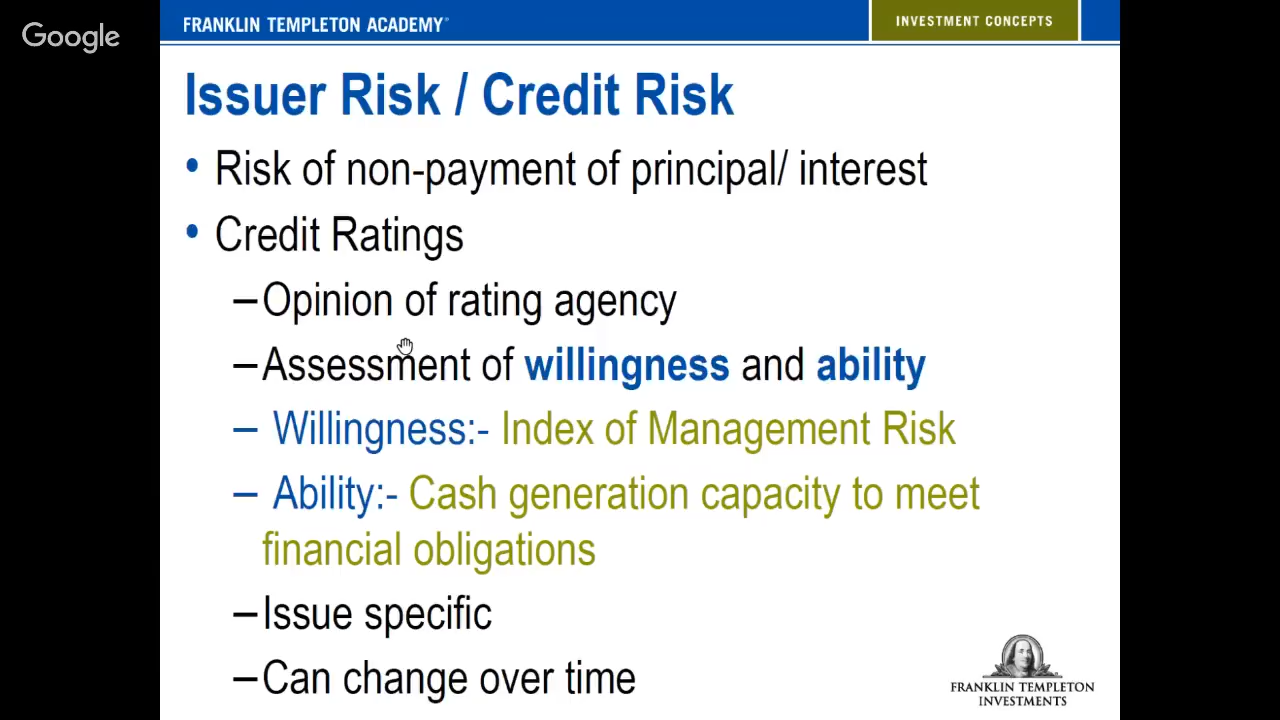 Google
FRANKLIN TEMPLETON ACADEMY
INVESTMENT CONCEPTS
Issuer Risk / Credit Risk
• Risk of non-payment of principal/ interest
• Credit Ratings
–Opinion of rating agency
–Assessment of willingness and ability
– Willingness:- Index of Management Risk
– Ability:- Cash generation capacity to meet
financial obligations
–Issue specific
–Can change over time
FRANKLIN TEMPLETON
INVESTMENTS